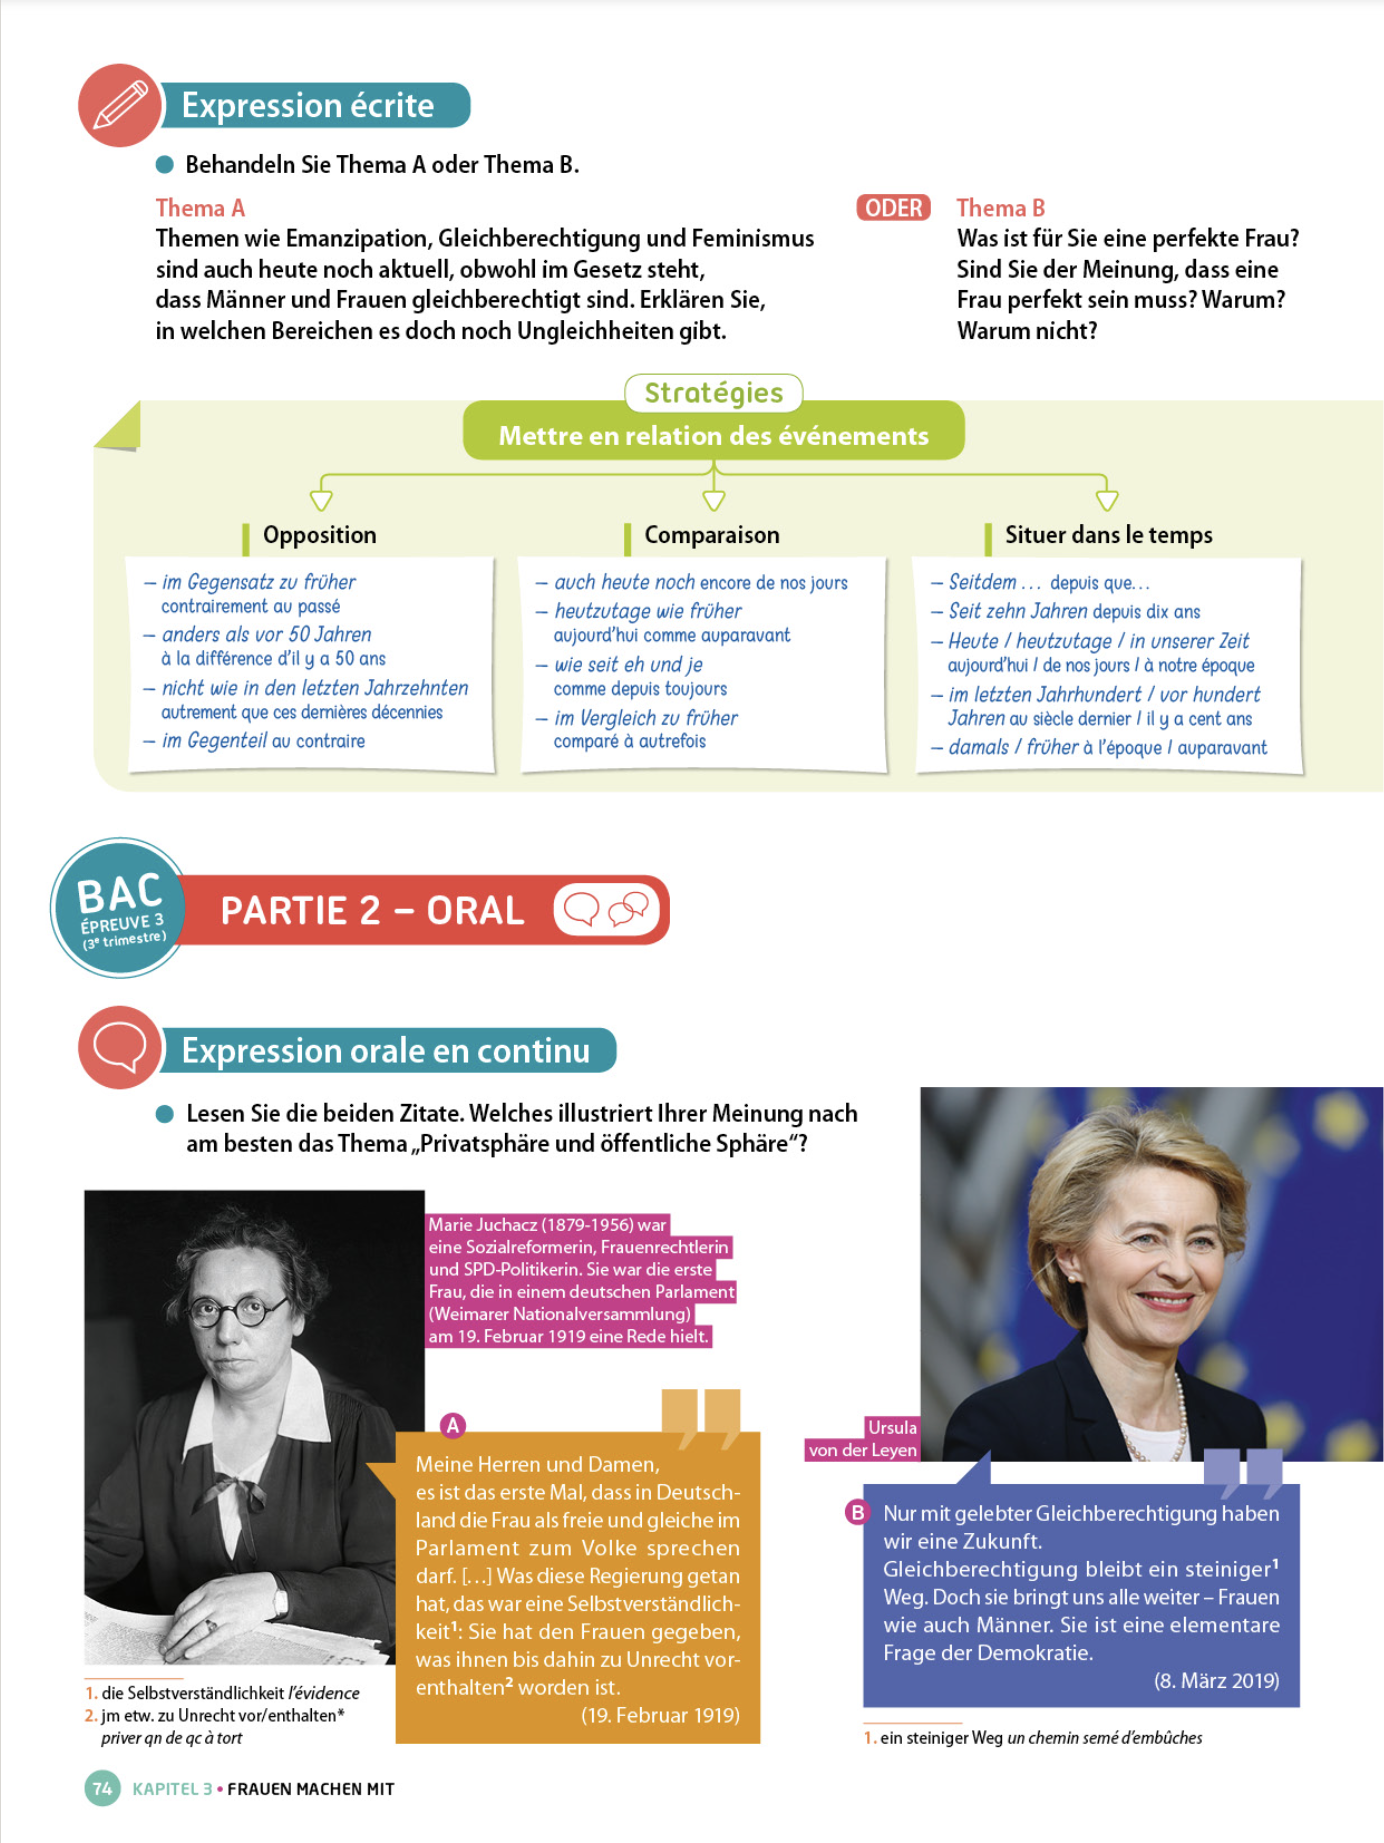 Expression écrite
Behandeln Sie Thema A oder Thema B.
Thema A
Themen wie Emanzipation, Gleichberechtigung und Feminismus
sind auch heute noch aktuell, obwohl im Gesetz steht,
dass Männer und Frauen gleichberechtigt sind. Erklären Sie,
in welchen Bereichen es doch noch Ungleichheiten gibt.
ODER
Thema B
Was ist für Sie eine perfekte Frau?
Sind Sie der Meinung, dass eine
Frau perfekt sein muss? Warum?
Warum nicht?
Stratégies
Mettre en relation des événements
Opposition
– im Gegensatz zu früher
contrairement au passé
– anders als vor 50 Jahren
à la différence d'il y a 50 ans
– nicht wie in den letzten Jahrzehnten
autrement que ces dernières décennies
– im Gegenteil au contraire
Comparaison
– auch heute noch encore de nos jours
– heutzutage wie früher
aujourd'hui comme auparavant
– wie seit eh und je
comme depuis toujours
– im Vergleich zu früher
comparé à autrefois
Situer dans le temps
– Seitdem ... depuis que...
– Seit zehn Jahren depuis dix ans
– Heute / heutzutage / in unserer Zeit
aujourd'hui / de nos jours / à notre époque
– im letzten Jahrhundert / vor hundert
Jahren au siècle dernier / il y a cent ans
– damals / früher à l'époque / auparavant
BAC
ÉPREUVE 3
(3e trimestre)
PARTIE 2 – ORAL
Expression orale en continu
Lesen Sie die beiden Zitate. Welches illustriert Ihrer Meinung nach
am besten das Thema „Privatsphäre und öffentliche Sphäre“?
Marie Juchacz (1879-1956) war
eine Sozialreformerin, Frauenrechtlerin
und SPD-Politikerin. Sie war die erste
Frau, die in einem deutschen Parlament
(Weimarer Nationalversammlung)
am 19. Februar 1919 eine Rede hielt.
A
Meine Herren und Damen,
es ist das erste Mal, dass in Deutsch-
land die Frau als freie und gleiche im
Parlament zum Volke sprechen
darf. [...] Was diese Regierung getan
hat, das war eine Selbstverständlich-
keit1: Sie hat den Frauen gegeben,
was ihnen bis dahin zu Unrecht vor-
enthalten2 worden ist.
(19. Februar 1919)
1. die Selbstverständlichkeit l'évidence
2. jm etw. zu Unrecht vor/enthalten*
priver qn de qc à tort
Ursula
von der Leyen
B
Nur mit gelebter Gleichberechtigung haben
wir eine Zukunft.
Gleichberechtigung bleibt ein steiniger1
Weg. Doch sie bringt uns alle weiter – Frauen
wie auch Männer. Sie ist eine elementare
Frage der Demokratie.
(8. März 2019)
1. ein steiniger Weg un chemin semé d'embûches
74 KAPITEL 3 • FRAUEN MACHEN MIT